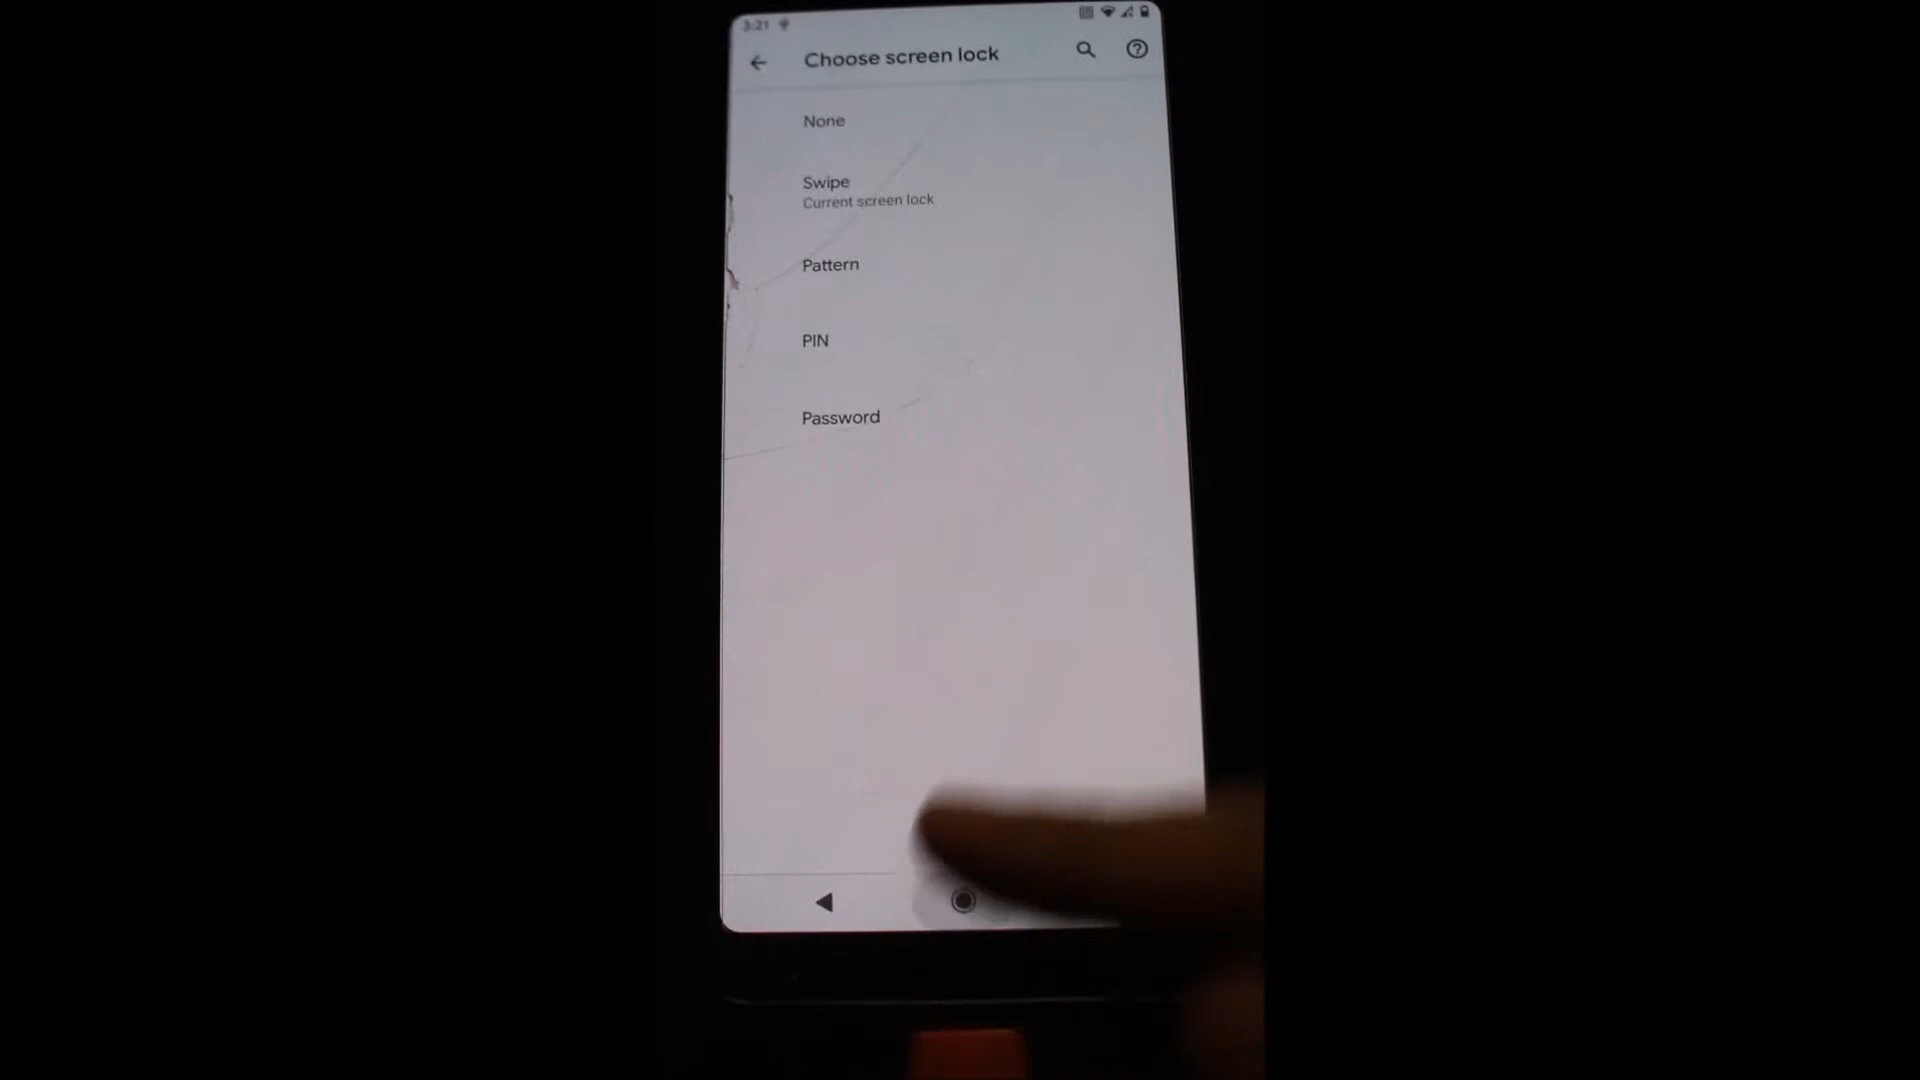 3:21
Choose screen lock
None
Swipe
Current screen lock
Pattern
PIN
Password